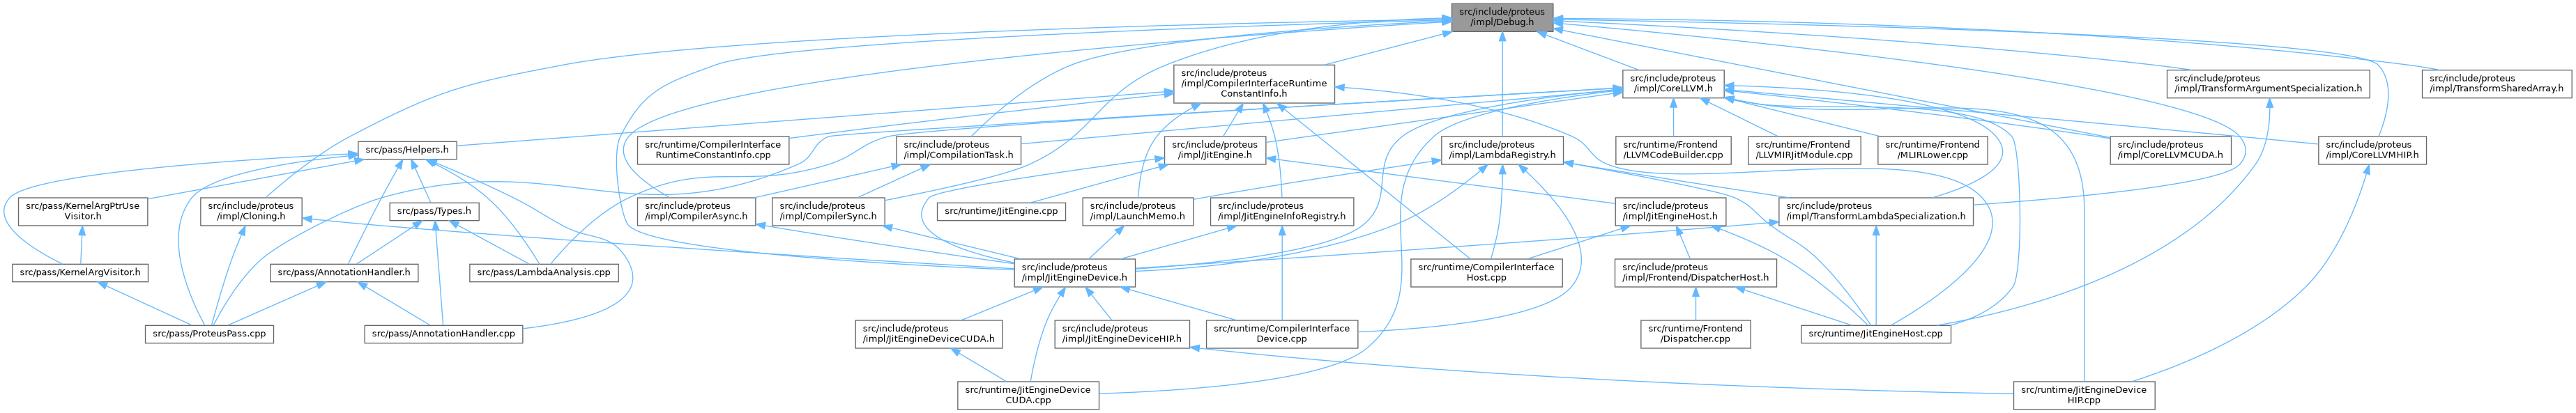 src/include/proteus
/impl/Debug.h
src/include/proteus
/impl/CompilerInterfaceRuntime
ConstantInfo.h
src/include/proteus
/impl/CoreLLVM.h
src/include/proteus
/impl/TransformArgumentSpecialization.h
src/include/proteus
/impl/TransformSharedArray.h
src/pass/Helpers.h
src/runtime/CompilerInterface
RuntimeConstantInfo.cpp
src/include/proteus
/impl/CompilationTask.h
src/include/proteus
/impl/JitEngine.h
src/include/proteus
/impl/LambdaRegistry.h
src/runtime/Frontend
/LLVMCodeBuilder.cpp
src/runtime/Frontend
/LLVMIRJitModule.cpp
src/runtime/Frontend
/MLIRLower.cpp
src/include/proteus
/impl/CoreLLVMCUDA.h
src/include/proteus
/impl/CoreLLVMHIP.h
src/pass/KernelArgPtrUse
Visitor.h
src/include/proteus
/impl/Cloning.h
src/pass/Types.h
src/include/proteus
/impl/CompilerAsync.h
src/include/proteus
/impl/CompilerSync.h
src/runtime/JitEngine.cpp
src/include/proteus
/impl/LaunchMemo.h
src/include/proteus
/impl/JitEngineInfoRegistry.h
src/include/proteus
/impl/JitEngineHost.h
src/include/proteus
/impl/TransformLambdaSpecialization.h
src/pass/KernelArgVisitor.h
src/pass/AnnotationHandler.h
src/pass/LambdaAnalysis.cpp
src/include/proteus
/impl/JitEngineDevice.h
src/runtime/CompilerInterface
Host.cpp
src/include/proteus
/impl/Frontend/DispatcherHost.h
src/pass/ProteusPass.cpp
src/pass/AnnotationHandler.cpp
src/include/proteus
/impl/JitEngineDeviceCUDA.h
src/include/proteus
/impl/JitEngineDeviceHIP.h
src/runtime/CompilerInterface
Device.cpp
src/runtime/Frontend
/Dispatcher.cpp
src/runtime/JitEngineHost.cpp
src/runtime/JitEngineDevice
CUDA.cpp
src/runtime/JitEngineDevice
HIP.cpp